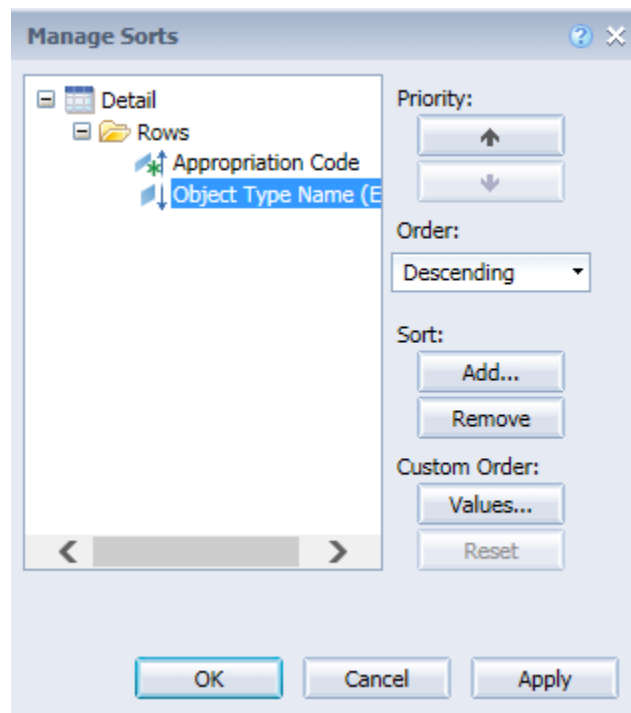 Manage Sorts
Detail
Rows
Appropriation Code
Object Type Name (E
Priority:
Order:
Descending
Sort:
Add...
Remove
Custom Order:
Values...
Reset
OK
Cancel
Apply